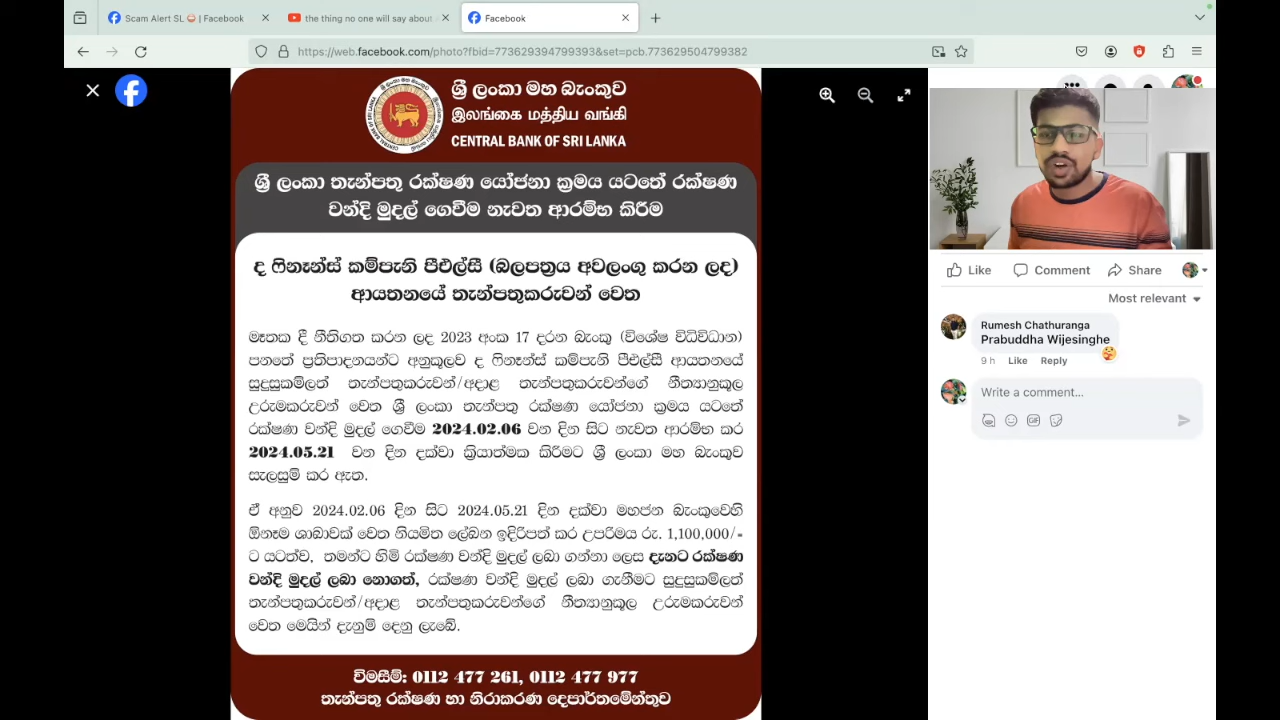 Scam Alert SL 😳 | Facebook
the thing no one will say about
Facebook
https://web.facebook.com/photo?fbid=773629394799393&set=pcb.773629504799382
ශ්‍රී ලංකා මහ බැංකුව
இலங்கை மத்திய வங்கி
CENTRAL BANK OF SRI LANKA
ශ්‍රී ලංකා තැන්පතු රක්ෂණ යෝජනා ක්‍රමය යටතේ රක්ෂණ
වන්දි මුදල් ගෙවීම නැවත ආරම්භ කිරීම
ද ෆිනෑන්ස් කම්පැනි පීඑල්සී (බලපත්‍රය අවලංගු කරන ලද)
ආයතනයේ තැන්පතුකරුවන් වෙත
මෑතක දී නීතිගත කරන ලද 2023 අංක 17 දරන බැංකු (විශේෂ විධිවිධාන)
පනතේ ප්‍රතිපාදනයන්ට අනුකූලව ද ෆිනෑන්ස් කම්පැනි පීඑල්සී ආයතනයේ
සුදුසුකම්ලත් තැන්පතුකරුවන්/අදාළ තැන්පතුකරුවන්ගේ නීත්‍යානුකූල
උරුමකරුවන් වෙත ශ්‍රී ලංකා තැන්පතු රක්ෂණ යෝජනා ක්‍රමය යටතේ
රක්ෂණ වන්දි මුදල් ගෙවීම 2024.02.06 වන දින සිට නැවත ආරම්භ කර
2024.05.21 වන දින දක්වා ක්‍රියාත්මක කිරීමට ශ්‍රී ලංකා මහ බැංකුව
සැලසුම් කර ඇත.
ඒ අනුව 2024.02.06 දින සිට 2024.05.21 දින දක්වා මහජන බැංකුවෙහි
ඕනෑම ශාඛාවක් වෙත නියමිත ලේඛන ඉදිරිපත් කර උපරිමය රු. 1,100,000/=
ට යටත්ව, තමන්ට හිමි රක්ෂණ වන්දි මුදල් ලබා ගන්නා ලෙස දැනට රක්ෂණ
වන්දි මුදල් ලබා නොගත්, රක්ෂණ වන්දි මුදල් ලබා ගැනීමට සුදුසුකම්ලත්
තැන්පතුකරුවන්/අදාළ තැන්පතුකරුවන්ගේ නීත්‍යානුකූල උරුමකරුවන්
වෙත මෙයින් දැනුම් දෙනු ලැබේ.
විමසීම්: 0112 477 261, 0112 477 977
තැන්පතු රක්ෂණ හා නිරාකරණ දෙපාර්තමේන්තුව
Like Comment Share
Most relevant
Rumesh Chathuranga
Prabuddha Wijesinghe
9 h Like Reply
Write a comment…